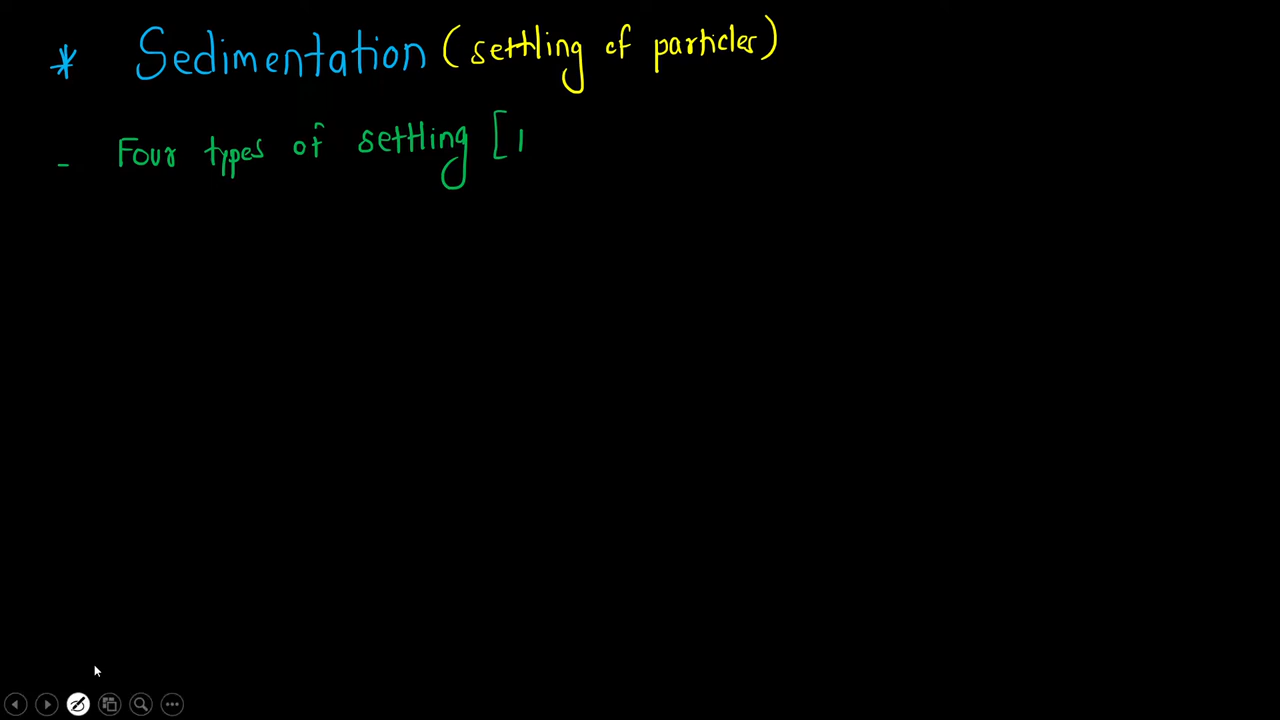 * Sedimentation (settling of particles)
- Four types of settling [1